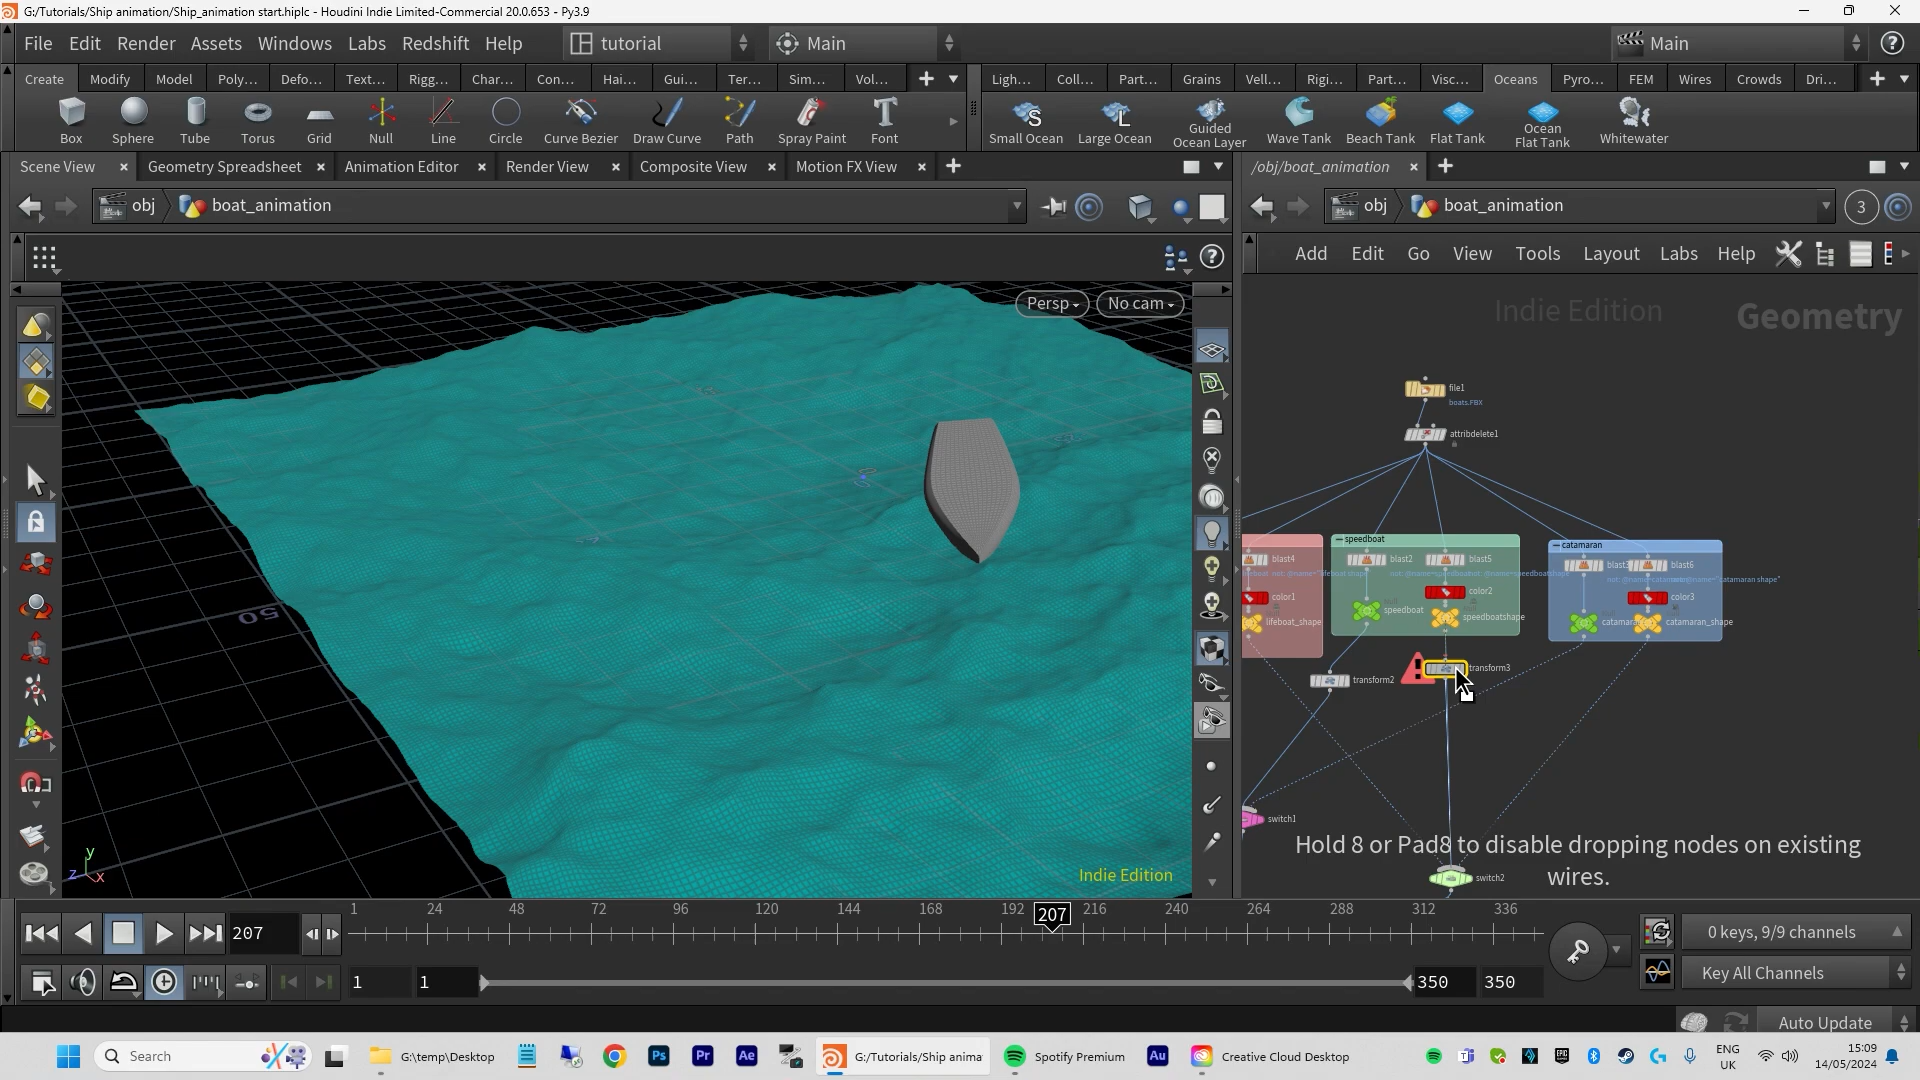 G:/Tutorials/Ship animation/Ship_animation start.hiplc - Houdini Indie Limited-Commercial 20.0.653 - Py3.9
File Edit Render Assets Windows Labs Redshift Help tutorial Main Main
Create Modify Model Poly... Defo... Text... Rigg... Char... Con... Hai... Gui... Ter... Sim... Vol... Ligh... Coll... Part... Grains Vell... Rigi... Part... Visc... Oceans Pyro... FEM Wires Crowds Dri...
Box Sphere Tube Torus Grid Null Line Circle Curve Bezier Draw Curve Path Spray Paint Font Small Ocean Large Ocean Guided Ocean Layer Wave Tank Beach Tank Flat Tank Ocean Flat Tank Whitewater
Scene View Geometry Spreadsheet Animation Editor Render View Composite View Motion FX View /obj/boat_animation
obj boat_animation obj boat_animation 3
Add Edit Go View Tools Layout Labs Help
Persp No cam
Indie Edition Geometry
file1
boats.FBX
attribdelete1
speedboat catamaran
blast4 blast2 blast5 blast6
color1 color2 color3
lifeboat_shape speedboat speedboatshape catamaran_shape
transform2 transform3
switch1
Hold 8 or Pad8 to disable dropping nodes on existing
wires.
switch2
50
y
z x
Indie Edition
1 24 48 72 96 120 144 168 192 207 216 240 264 288 312 336
207
0 keys, 9/9 channels
1 1 350 350
Key All Channels
Auto Update
Search G:\temp\Desktop G:/Tutorials/Ship anima Spotify Premium Creative Cloud Desktop
Ps Pr Ae Au
ENG
UK
15:09
14/05/2024